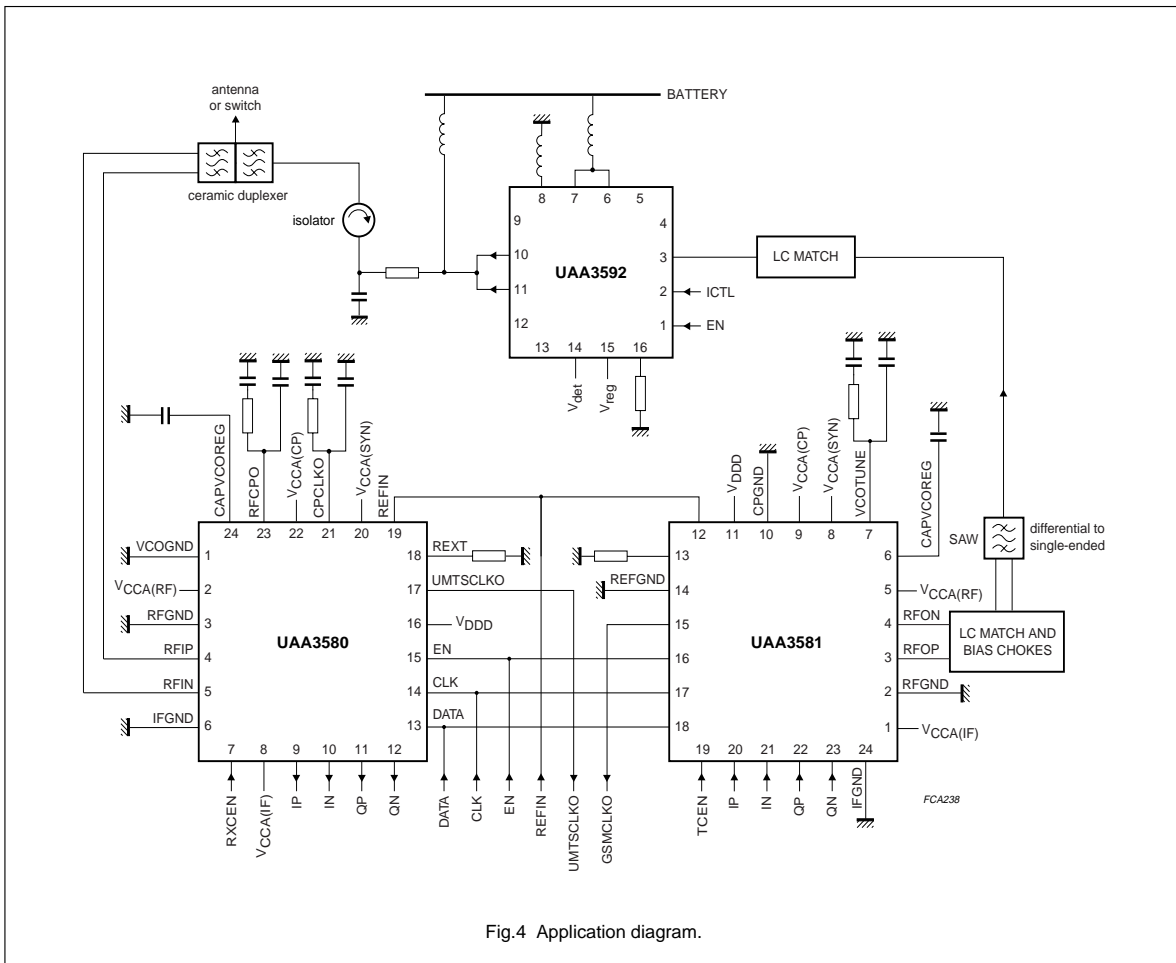 antenna
or switch
BATTERY
ceramic duplexer
isolator
8
7
6
5
9
10
11
12
UAA3592
4
3
2
1
13
14
15
16
LC MATCH
ICTL
EN
Vdet
Vreg
CAPVCOREG
RFCPO
VCCA(CP)
CPCLKO
VCCA(SYN)
REFIN
24
23
22
21
20
19
VCOGND
1
VCCA(RF)
2
RFGND
3
RFIP
4
RFIN
5
IFGND
6
UAA3580
18
REXT
17
UMTSCLKO
16
VDDD
15
EN
14
CLK
13
DATA
7
8
9
10
11
12
RXCEN
VCCA(IF)
IP
IN
QP
QN
DATA
CLK
EN
REFIN
UMTSCLKO
GSMCLKO
VDDD
CPGND
VCCA(CP)
VCCA(SYN)
VCOTUNE
CAPVCOREG
12
11
10
9
8
7
13
REFGND
14
15
16
17
18
UAA3581
6
5
VCCA(RF)
4
RFON
3
RFOP
2
RFGND
1
VCCA(IF)
SAW
differential to
single-ended
LC MATCH AND
BIAS CHOKES
19
20
21
22
23
24
TCEN
IP
IN
QP
QN
IFGND
FCA238
Fig.4 Application diagram.